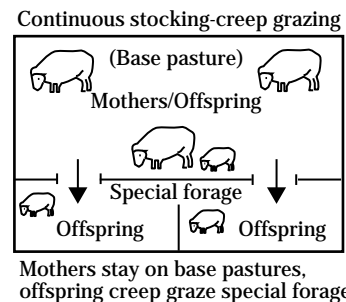 Continuous stocking-creep grazing
(Base pasture)
Mothers/Offspring
Special forage
Offspring
Offspring
Mothers stay on base pastures,
offspring creep graze special forage